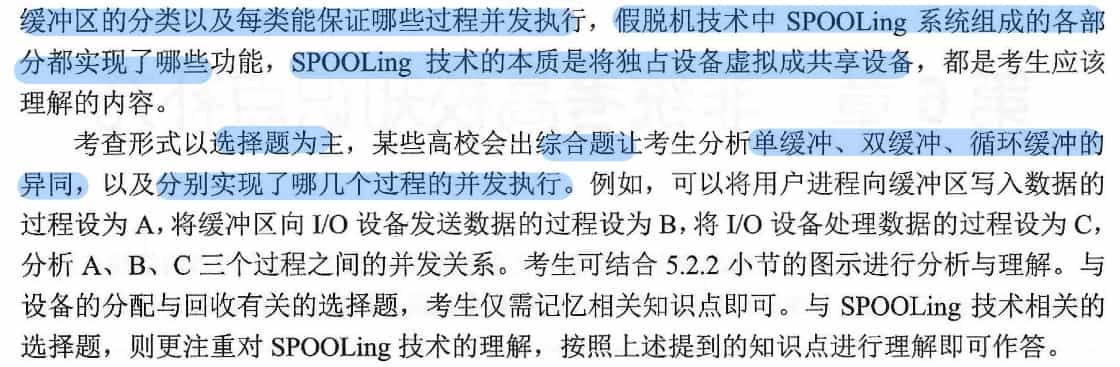 缓冲区的分类以及每类能保证哪些过程并发执行，假脱机技术中 SPOOLing 系统组成的各部
分都实现了哪些功能，SPOOLing 技术的本质是将独占设备虚拟成共享设备，都是考生应该
理解的内容。
考查形式以选择题为主，某些高校会出综合题让考生分析单缓冲、双缓冲、循环缓冲的
异同，以及分别实现了哪几个过程的并发执行。例如，可以将用户进程向缓冲区写入数据的
过程设为 A，将缓冲区向 I/O 设备发送数据的过程设为 B，将 I/O 设备处理数据的过程设为 C，
分析 A、B、C 三个过程之间的并发关系。考生可结合 5.2.2 小节的图示进行分析与理解。与
设备的分配与回收有关的选择题，考生仅需记忆相关知识点即可。与 SPOOLing 技术相关的
选择题，则更注重对 SPOOLing 技术的理解，按照上述提到的知识点进行理解即可作答。